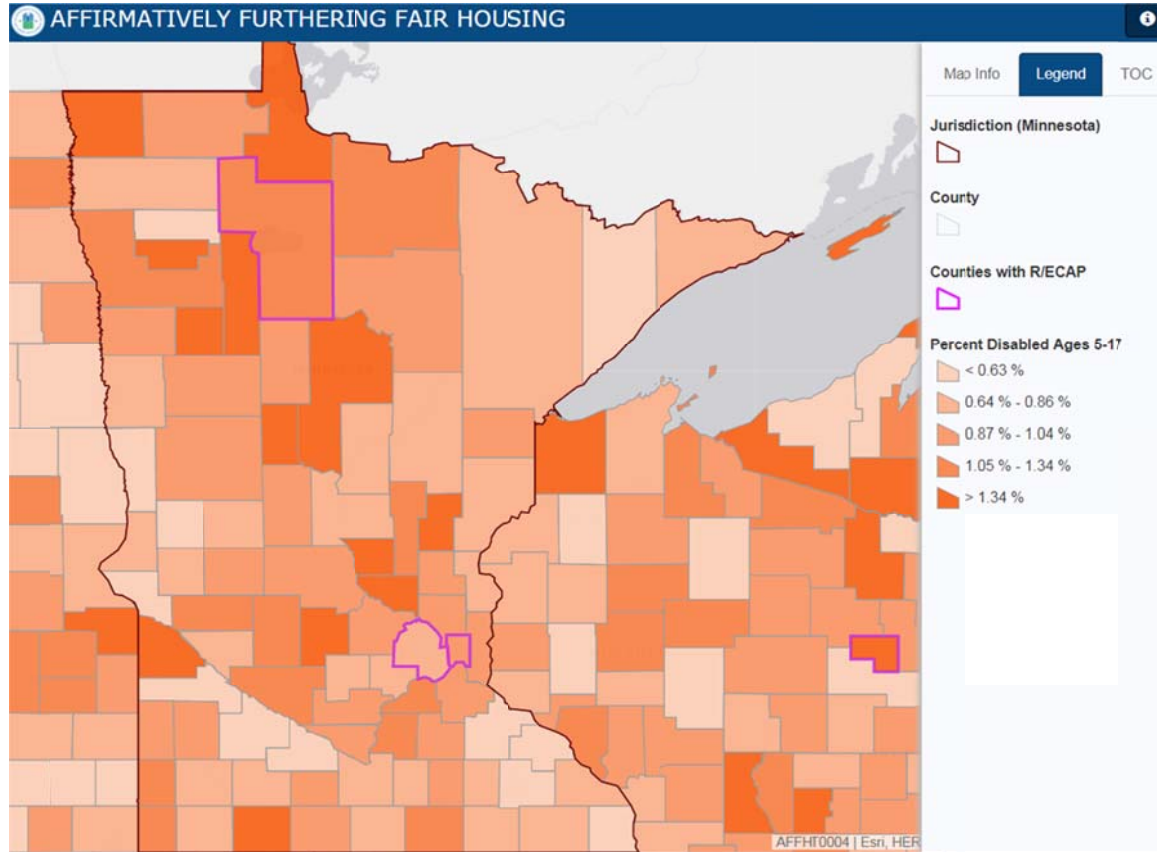 AFFIRMATIVELY FURTHERING FAIR HOUSING
Map Info
Legend
TOC
Jurisdiction (Minnesota)
County
Counties with R/ECAP
Percent Disabled Ages 5-17
< 0.63 %
0.64 % - 0.86 %
0.87 % - 1.04 %
1.05 % - 1.34 %
> 1.34 %
AFFHT0004 | Esri, HER